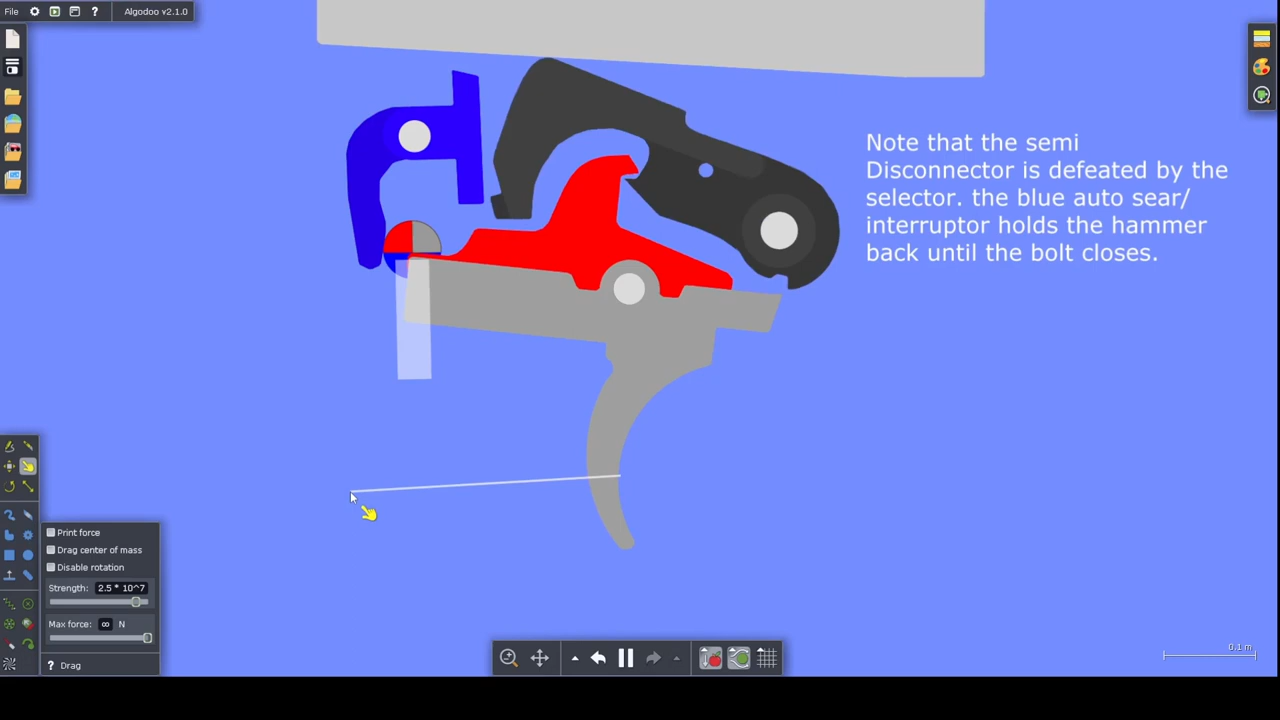 File
?
Algodoo v2.1.0
Note that the semi
Disconnector is defeated by the
selector. the blue auto sear/
interruptor holds the hammer
back until the bolt closes.
Print force
Drag center of mass
Disable rotation
Strength: 2.5 * 10^7
Max force: ∞ N
? Drag
0.1 m